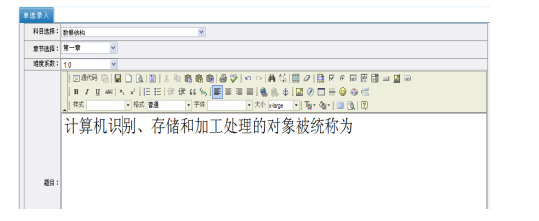 单选录入
科目选择： 数据结构
章节选择： 第一章
难度系数： 1.0
源代码
B I U ABC x₂ x²
样式 格式 普通 字体 大小 x-large
计算机识别、存储和加工处理的对象被统称为
题目：